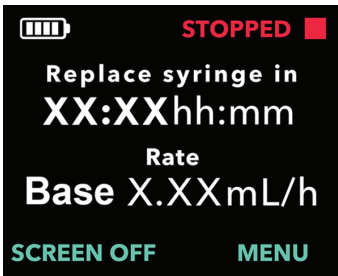 STOPPED
Replace syringe in
XX:XXhh:mm
Rate
Base X.XXmL/h
SCREEN OFF MENU